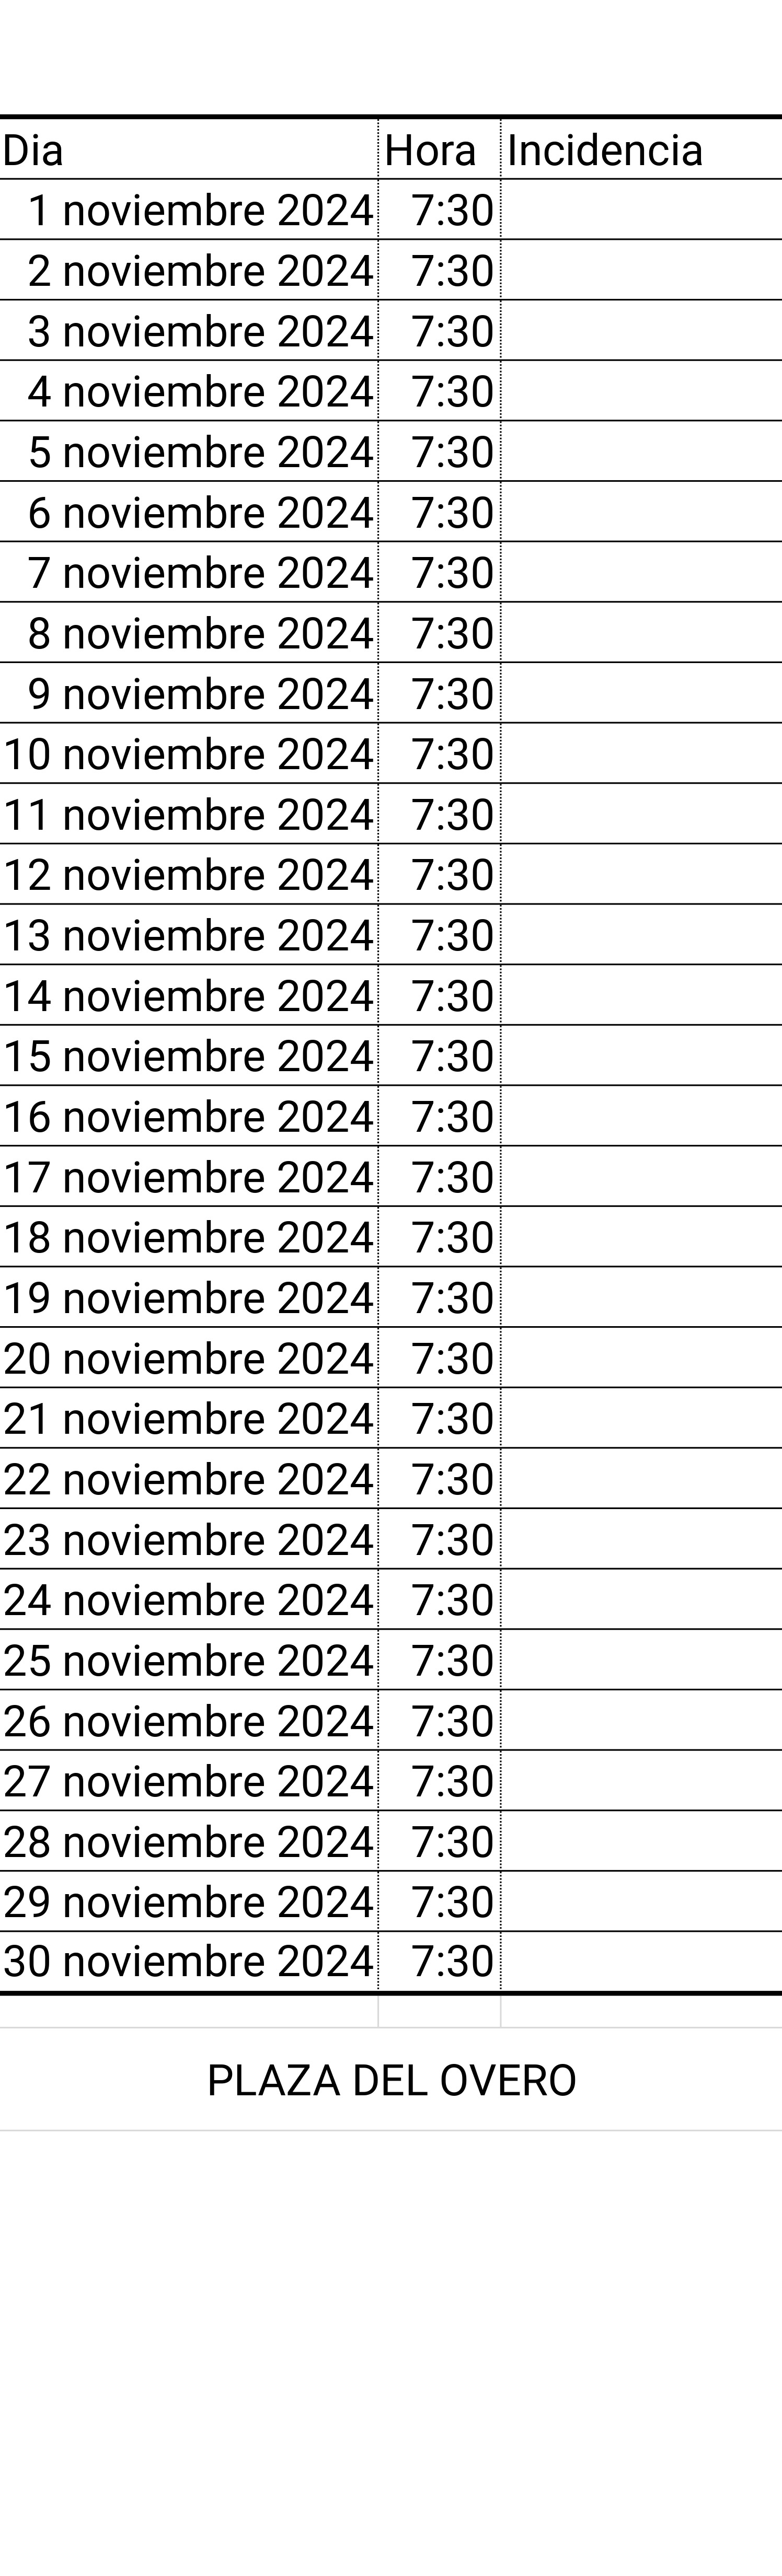 Dia Hora Incidencia
1 noviembre 2024 7:30
2 noviembre 2024 7:30
3 noviembre 2024 7:30
4 noviembre 2024 7:30
5 noviembre 2024 7:30
6 noviembre 2024 7:30
7 noviembre 2024 7:30
8 noviembre 2024 7:30
9 noviembre 2024 7:30
10 noviembre 2024 7:30
11 noviembre 2024 7:30
12 noviembre 2024 7:30
13 noviembre 2024 7:30
14 noviembre 2024 7:30
15 noviembre 2024 7:30
16 noviembre 2024 7:30
17 noviembre 2024 7:30
18 noviembre 2024 7:30
19 noviembre 2024 7:30
20 noviembre 2024 7:30
21 noviembre 2024 7:30
22 noviembre 2024 7:30
23 noviembre 2024 7:30
24 noviembre 2024 7:30
25 noviembre 2024 7:30
26 noviembre 2024 7:30
27 noviembre 2024 7:30
28 noviembre 2024 7:30
29 noviembre 2024 7:30
30 noviembre 2024 7:30
PLAZA DEL OVERO